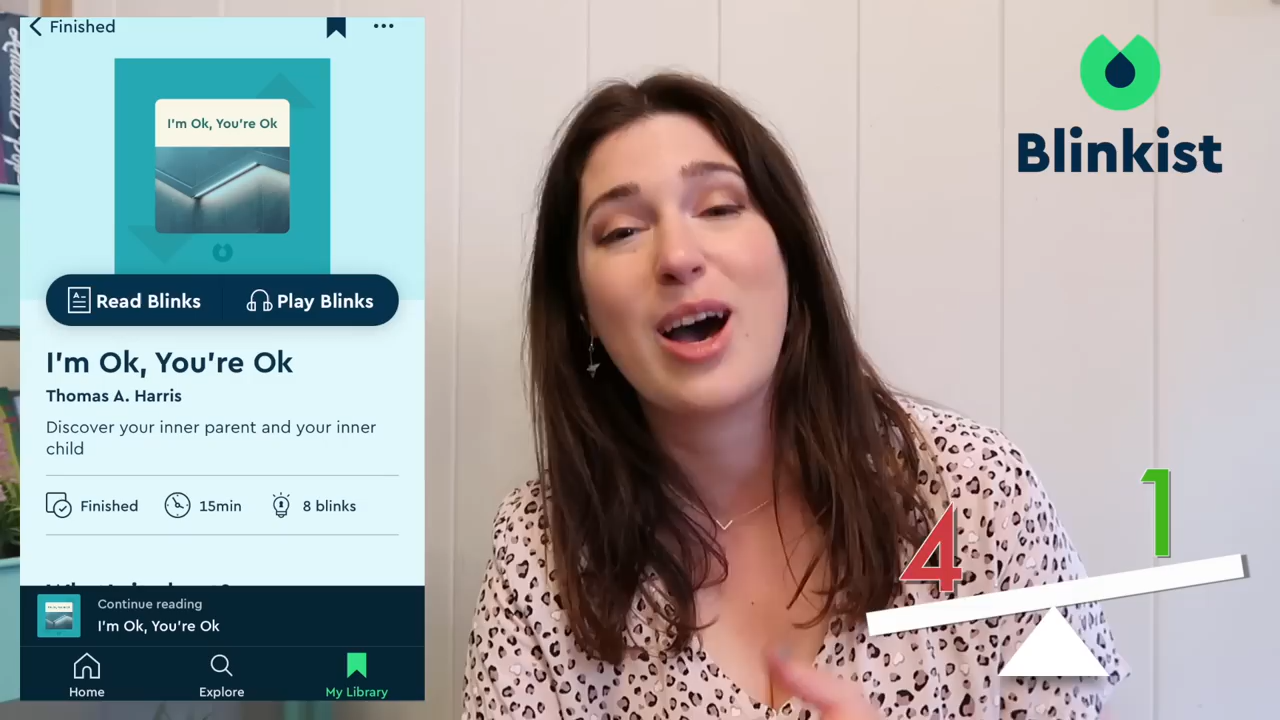 Finished
I'm Ok, You're Ok
Read Blinks
Play Blinks
I'm Ok, You're Ok
Thomas A. Harris
Discover your inner parent and your inner
child
Finished
15min
8 blinks
Continue reading
I'm Ok, You're Ok
Home
Explore
My Library
Blinkist
4
1